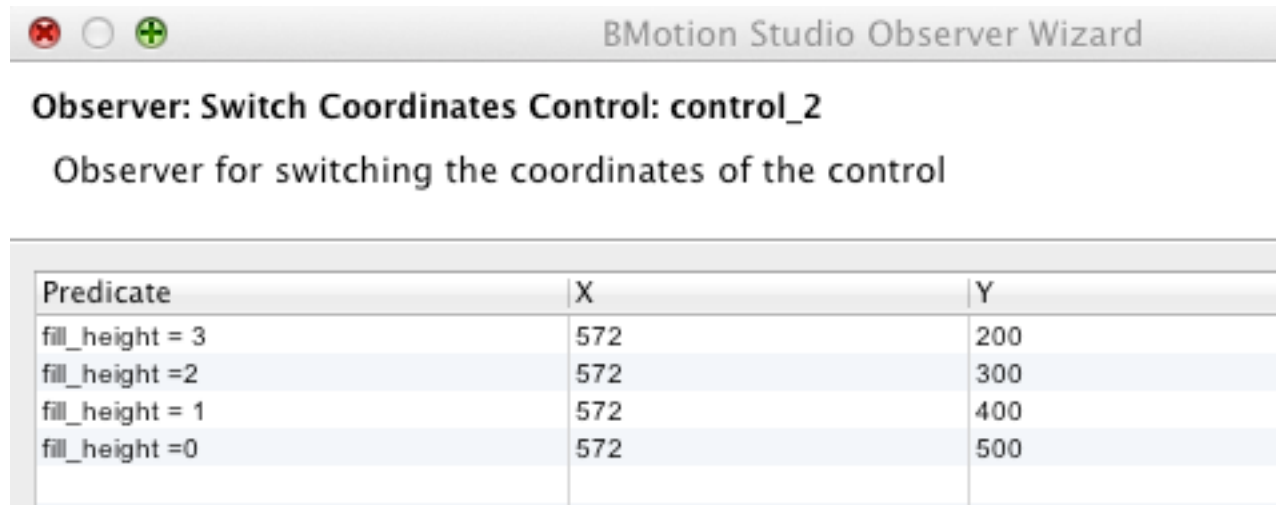 BMotion Studio Observer Wizard
Observer: Switch Coordinates Control: control_2
Observer for switching the coordinates of the control
Predicate X Y
fill_height = 3 572 200
fill_height =2 572 300
fill_height = 1 572 400
fill_height =0 572 500